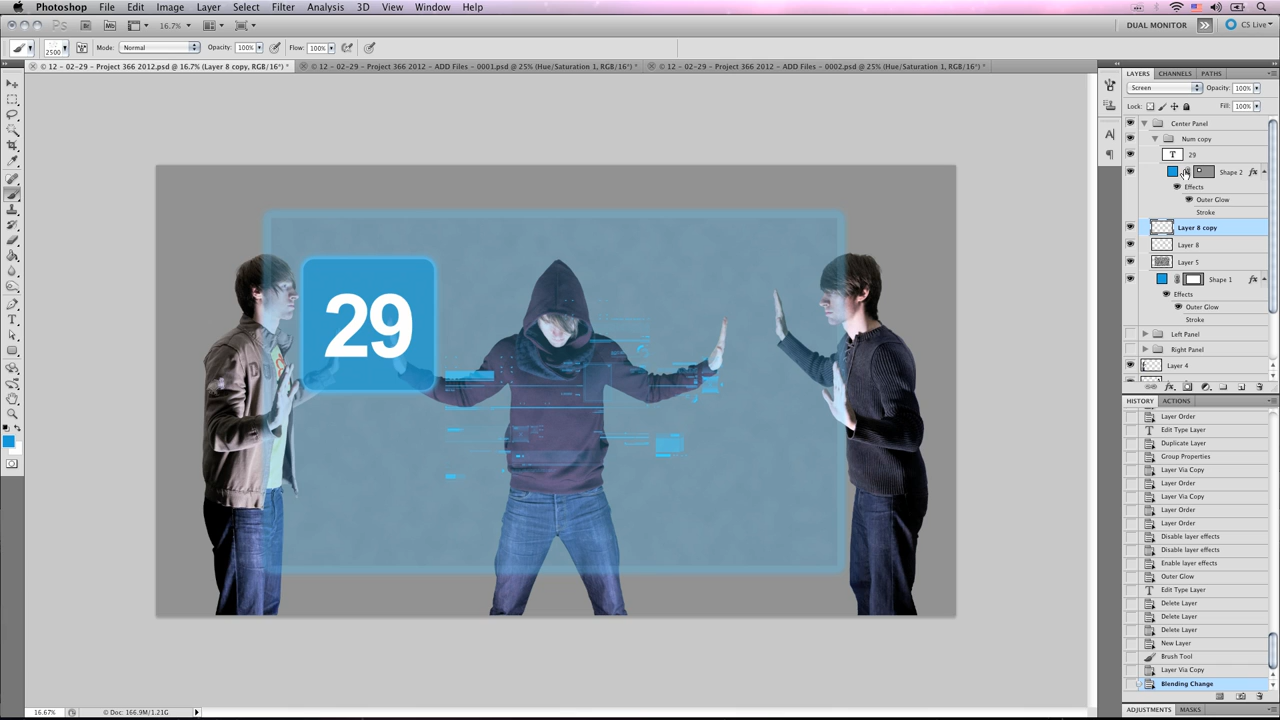 Photoshop File Edit Image Layer Select Filter Analysis 3D View Window Help
Ps Br Mb 16.7% DUAL MONITOR CS Live
2500 Mode: Normal Opacity: 100% Flow: 100%
© 12 - 02-29 - Project 366 2012.psd @ 16.7% (Layer 8 copy, RGB/16*) *
© 12 - 02-29 - Project 366 2012 - ADD Files - 0001.psd @ 25% (Hue/Saturation 1, RGB/16*) *
© 12 - 02-29 - Project 366 2012 - ADD Files - 0002.psd @ 25% (Hue/Saturation 1, RGB/16*) *
29
LAYERS CHANNELS PATHS
Screen Opacity: 100%
Lock: Fill: 100%
Center Panel
Num copy
T 29
Shape 2 fx
Effects
Outer Glow
Stroke
Layer 8 copy
Layer 8
Layer 5
Shape 1 fx
Effects
Outer Glow
Stroke
Left Panel
Right Panel
Layer 4
HISTORY ACTIONS
Layer Order
Edit Type Layer
Duplicate Layer
Group Properties
Layer Via Copy
Layer Order
Layer Via Copy
Layer Order
Layer Order
Disable layer effects
Disable layer effects
Enable layer effects
Outer Glow
Edit Type Layer
Delete Layer
Delete Layer
Delete Layer
New Layer
Brush Tool
Layer Via Copy
Blending Change
ADJUSTMENTS MASKS
16.67% © Doc: 166.9M/1.21G